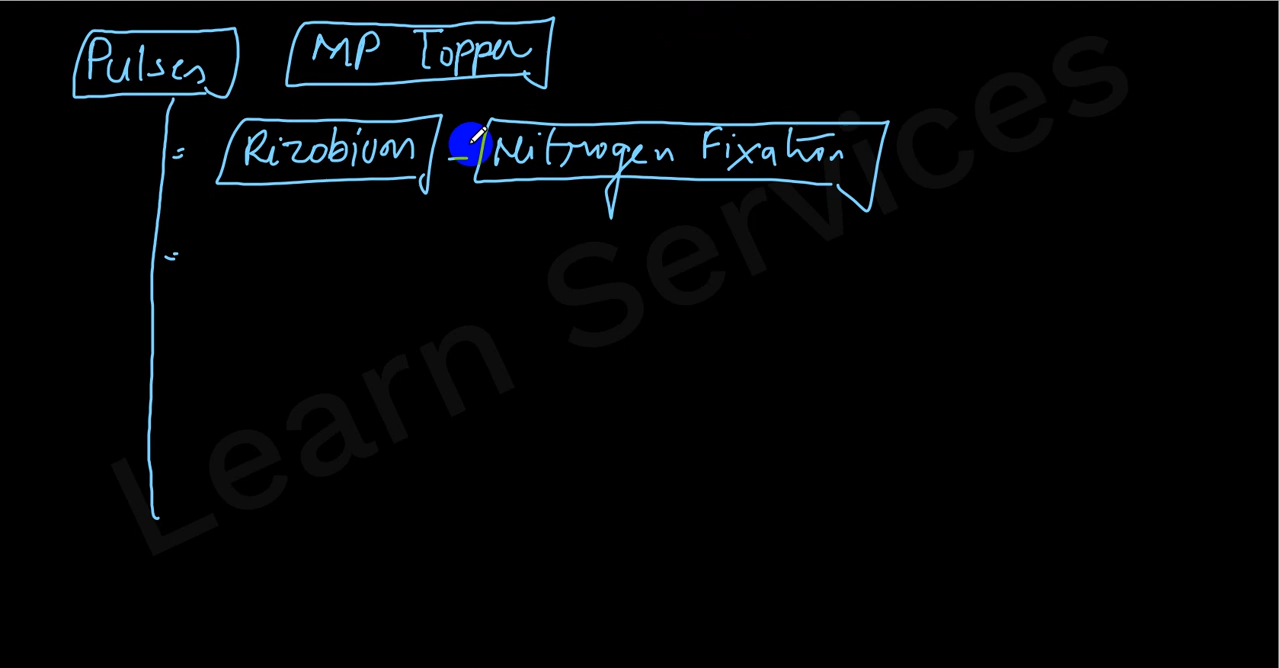 Pulses MP Topper
= Rizobium - Nitrogen Fixation
=
Learn Services